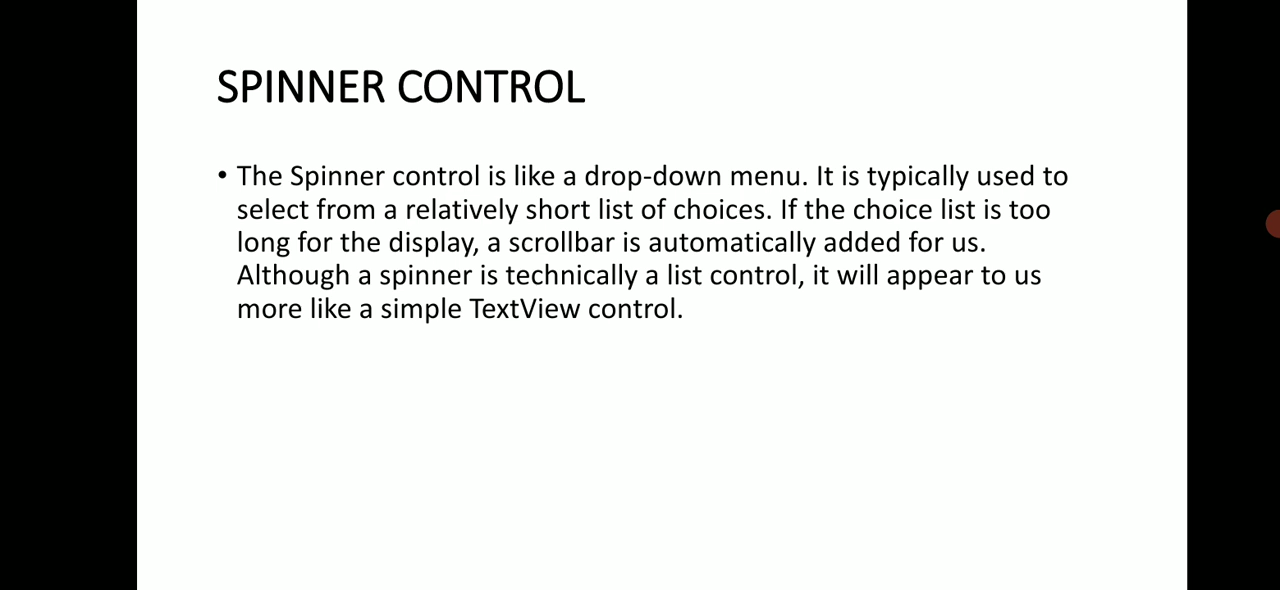 SPINNER CONTROL
• The Spinner control is like a drop-down menu. It is typically used to
select from a relatively short list of choices. If the choice list is too
long for the display, a scrollbar is automatically added for us.
Although a spinner is technically a list control, it will appear to us
more like a simple TextView control.